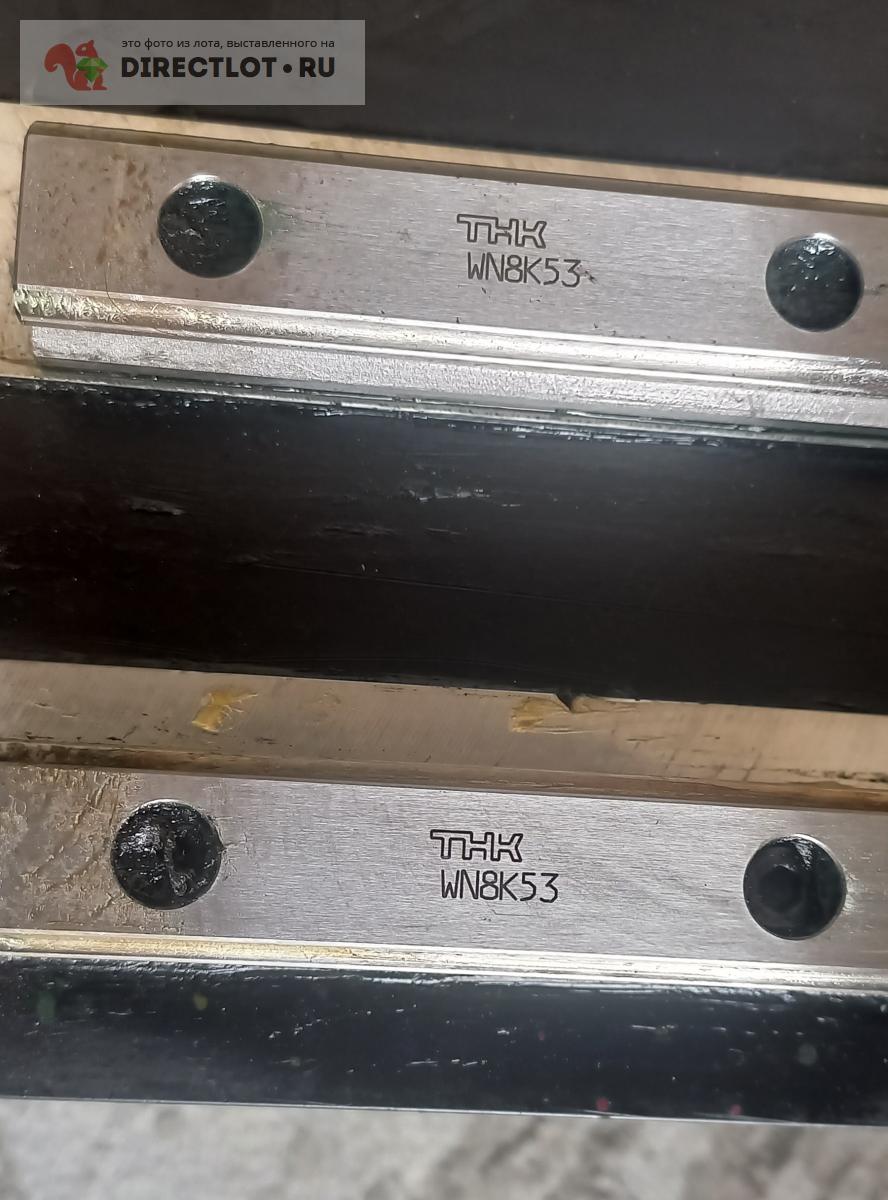 это фото из лота, выставленного на
DIRECTLOT•RU
THK
WN8K53
THK
WN8K53